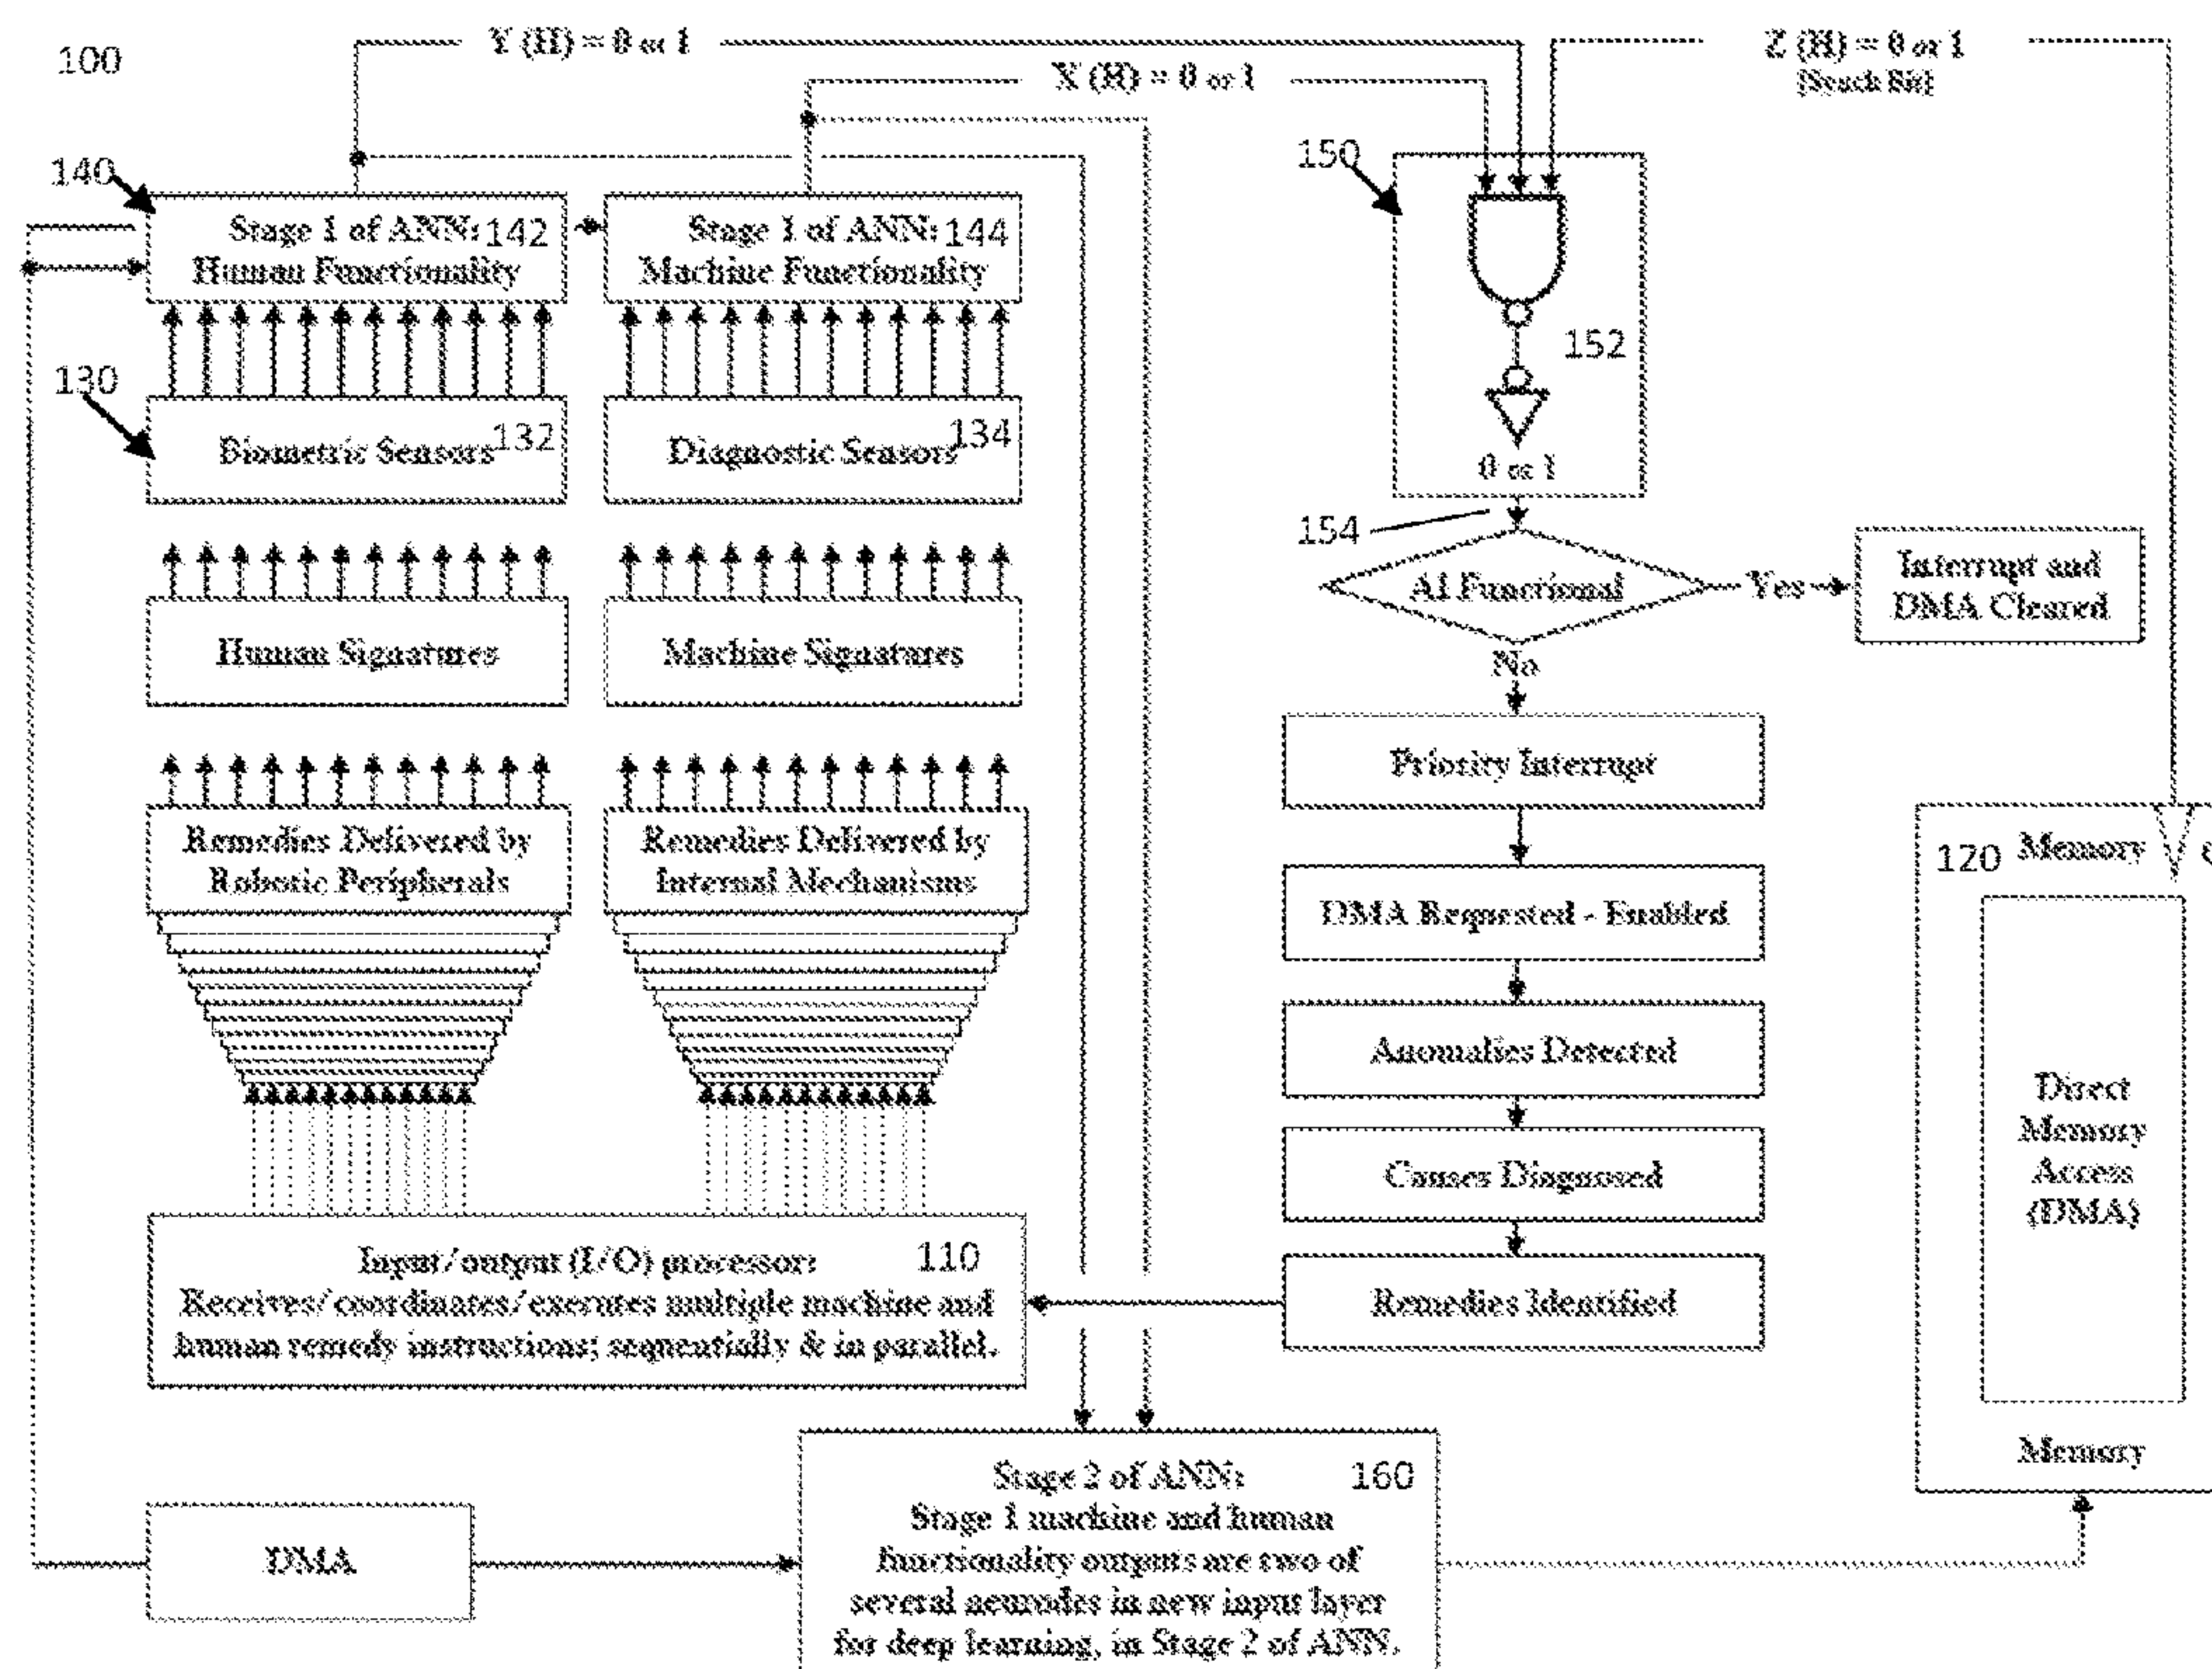 100
Y (H) = 0 or 1
X (H) = 0 or 1
Z (H) = 0 or 1
[Synch Bit]
140
150
Stage 1 of ANN: 142
Human Functionality
Stage 1 of ANN: 144
Machine Functionality
152
130
Biometric Sensors 132
Diagnostic Sensors 134
0 or 1
154
AI Functional
Yes
Interrupt and
DMA Cleared
No
Human Signatures
Machine Signatures
Priority Interrupt
Remedies Delivered by
Robotic Peripherals
Remedies Delivered by
Internal Mechanisms
120 Memory
DMA Requested - Enabled
Anomalies Detected
Direct
Memory
Access
(DMA)
Causes Diagnosed
Input/output (I/O) processor: 110
Receives/coordinates/executes multiple machine and
human remedy instructions; sequentially & in parallel.
Remedies Identified
Memory
Stage 2 of ANN: 160
Stage 1 machine and human
functionality outputs are two of
several neurodes in new input layer
for deep learning, in Stage 2 of ANN.
DMA